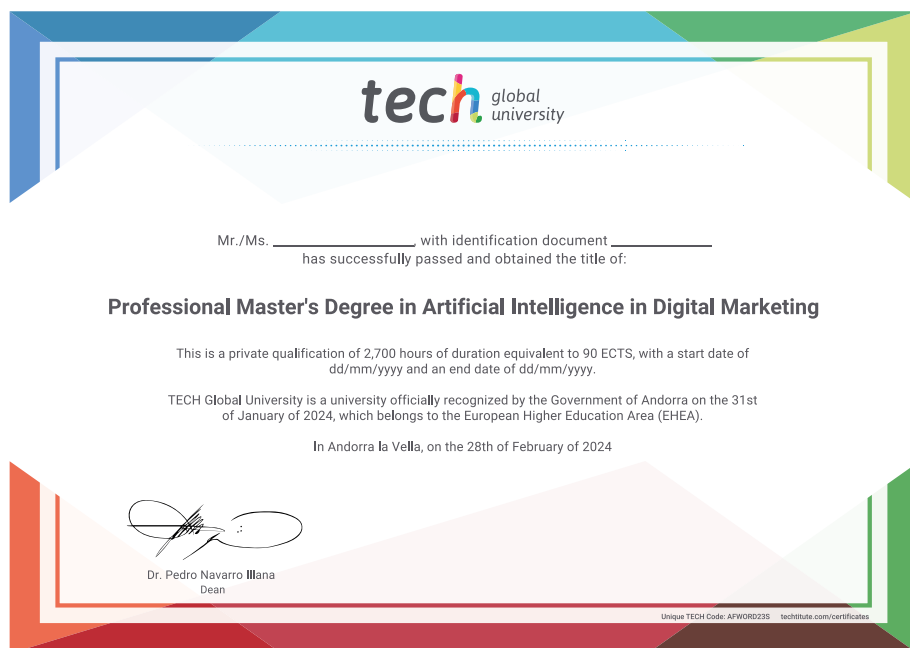 tech global university
Mr./Ms. ____________________, with identification document ______________
has successfully passed and obtained the title of:
Professional Master's Degree in Artificial Intelligence in Digital Marketing
This is a private qualification of 2,700 hours of duration equivalent to 90 ECTS, with a start date of
dd/mm/yyyy and an end date of dd/mm/yyyy.
TECH Global University is a university officially recognized by the Government of Andorra on the 31st
of January of 2024, which belongs to the European Higher Education Area (EHEA).
In Andorra la Vella, on the 28th of February of 2024
Dr. Pedro Navarro Illana
Dean
Unique TECH Code: AFWORD23S techtitute.com/certificates